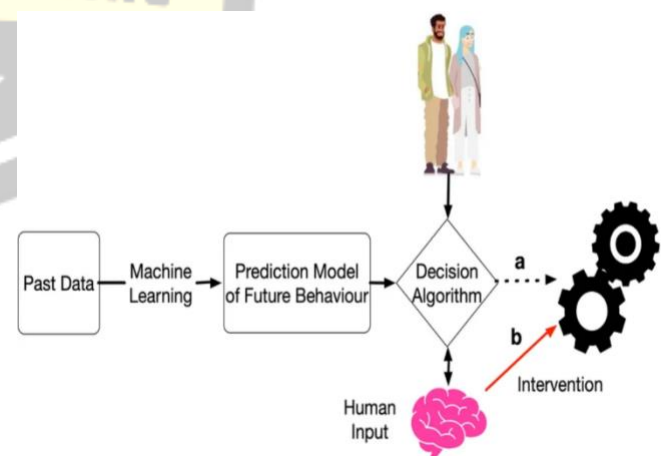 Past Data
Machine
Learning
Prediction Model
of Future Behaviour
Decision
Algorithm
a
b
Intervention
Human
Input